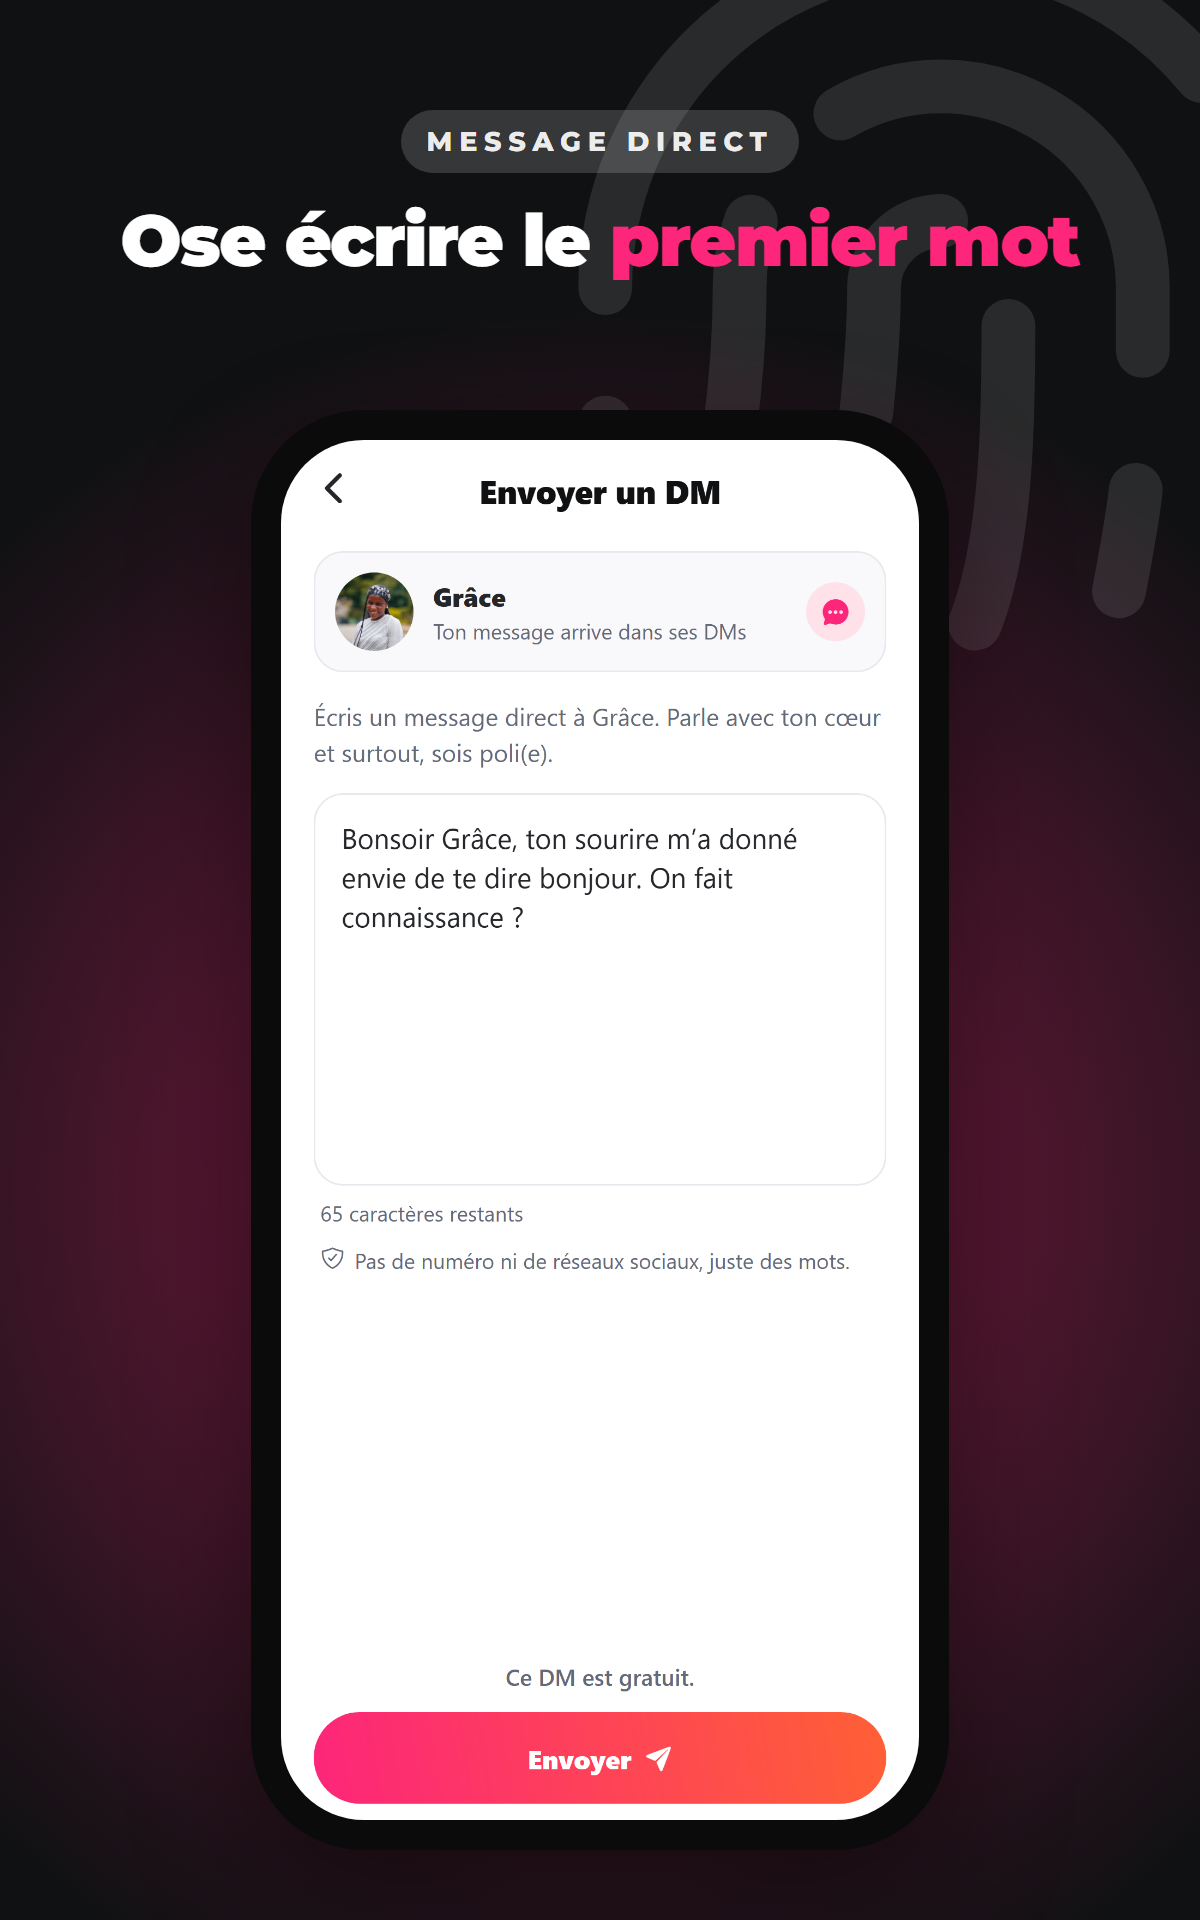 MESSAGE DIRECT
Ose écrire le premier mot
Envoyer un DM
Grâce
Ton message arrive dans ses DMs
Écris un message direct à Grâce. Parle avec ton cœur
et surtout, sois poli(e).
Bonsoir Grâce, ton sourire m’a donné
envie de te dire bonjour. On fait
connaissance ?
65 caractères restants
Pas de numéro ni de réseaux sociaux, juste des mots.
Ce DM est gratuit.
Envoyer